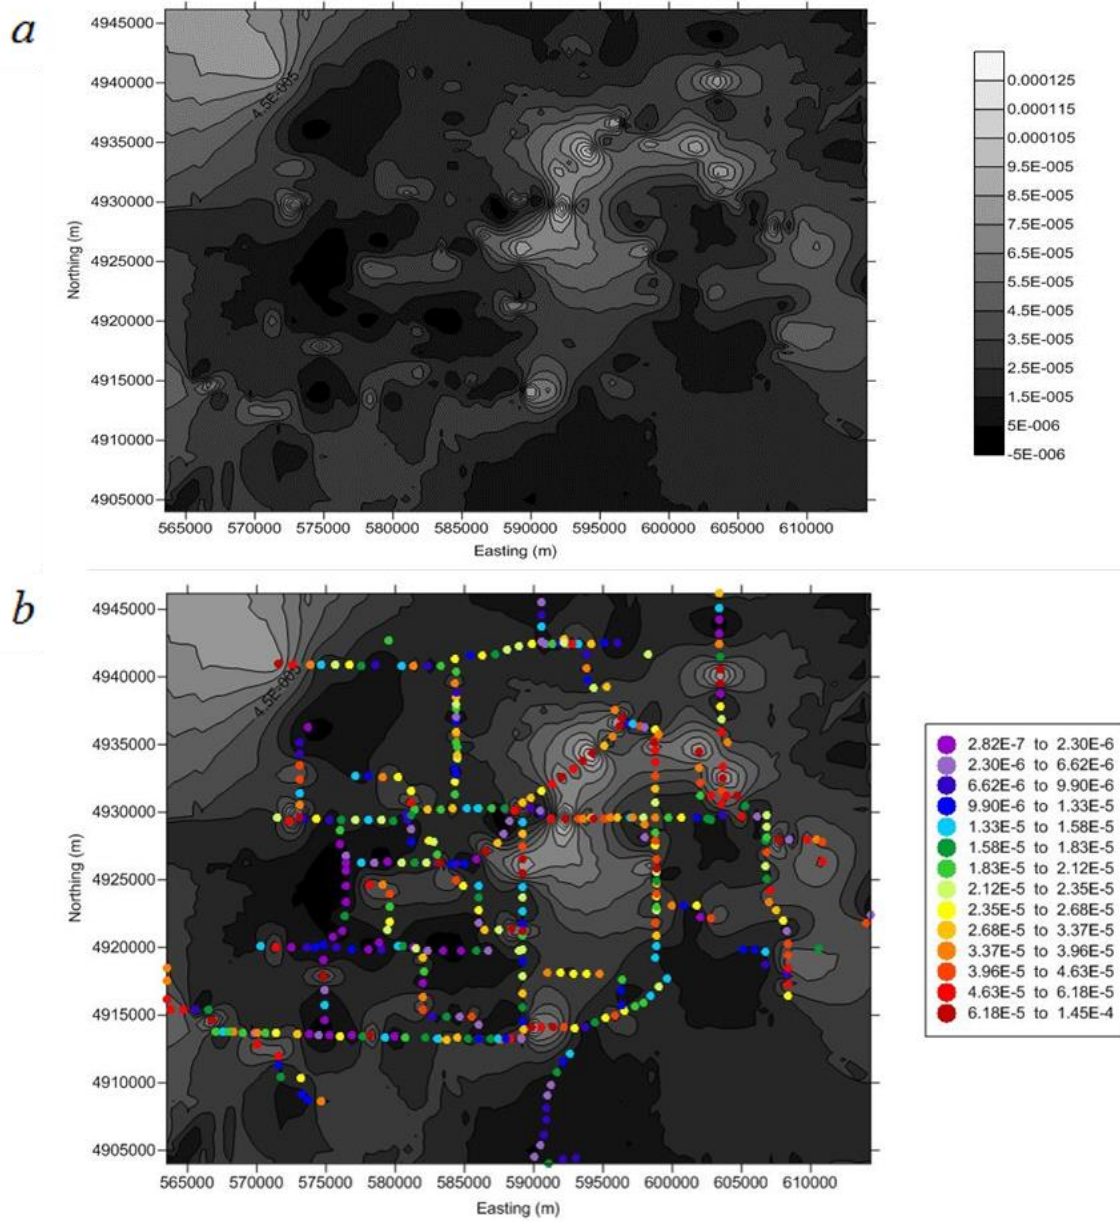 a
4945000
4940000
4935000
4930000
4925000
4920000
4915000
4910000
4905000
Northing (m)
4.5E-005
565000 570000 575000 580000 585000 590000 595000 600000 605000 610000
Easting (m)
0.000125
0.000115
0.000105
9.5E-005
8.5E-005
7.5E-005
6.5E-005
5.5E-005
4.5E-005
3.5E-005
2.5E-005
1.5E-005
5E-006
-5E-006
b
4945000
4940000
4935000
4930000
4925000
4920000
4915000
4910000
4905000
Northing (m)
4.5E-005
565000 570000 575000 580000 585000 590000 595000 600000 605000 610000
Easting (m)
2.82E-7 to 2.30E-6
2.30E-6 to 6.62E-6
6.62E-6 to 9.90E-6
9.90E-6 to 1.33E-5
1.33E-5 to 1.58E-5
1.58E-5 to 1.83E-5
1.83E-5 to 2.12E-5
2.12E-5 to 2.35E-5
2.35E-5 to 2.68E-5
2.68E-5 to 3.37E-5
3.37E-5 to 3.96E-5
3.96E-5 to 4.63E-5
4.63E-5 to 6.18E-5
6.18E-5 to 1.45E-4